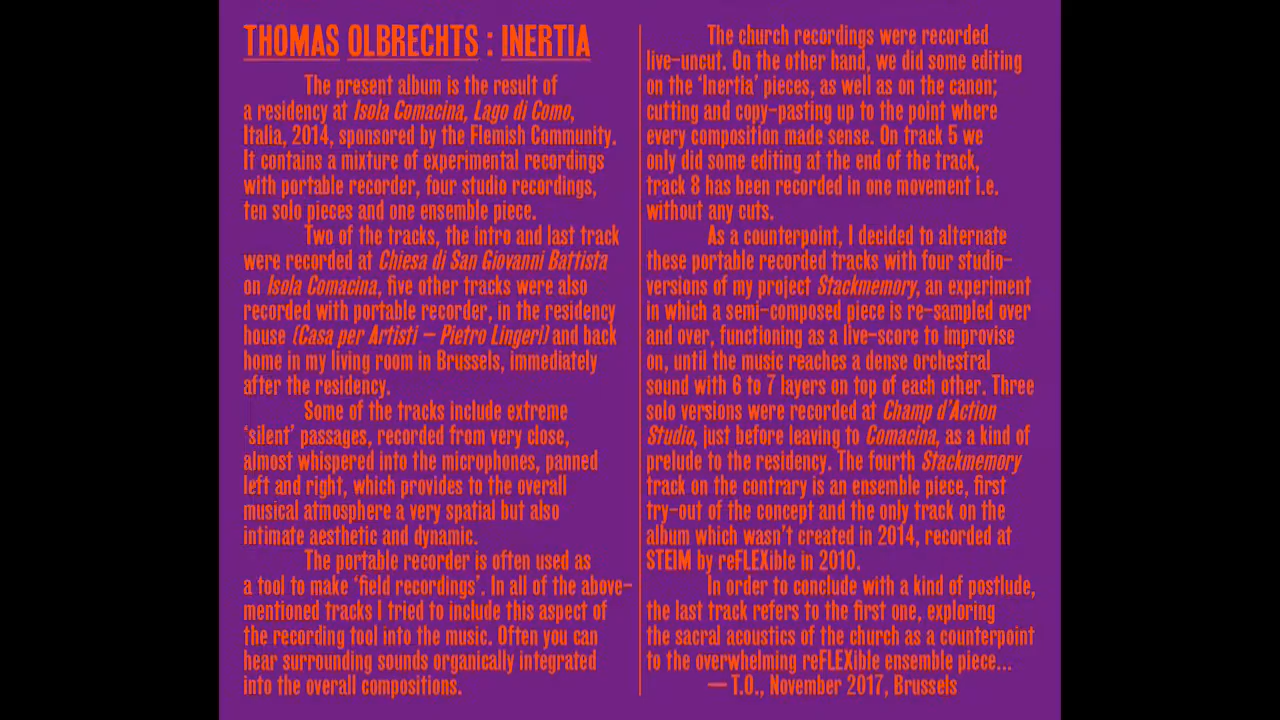 THOMAS OLBRECHTS : INERTIA
The present album is the result of
a residency at Isola Comacina, Lago di Como,
Italia, 2014, sponsored by the Flemish Community.
It contains a mixture of experimental recordings
with portable recorder, four studio recordings,
ten solo pieces and one ensemble piece.
Two of the tracks, the intro and last track
were recorded at Chiesa di San Giovanni Battista
on Isola Comacina, five other tracks were also
recorded with portable recorder, in the residency
house (Casa per Artisti – Pietro Lingeri) and back
home in my living room in Brussels, immediately
after the residency.
Some of the tracks include extreme
‘silent’ passages, recorded from very close,
almost whispered into the microphones, panned
left and right, which provides to the overall
musical atmosphere a very spatial but also
intimate aesthetic and dynamic.
The portable recorder is often used as
a tool to make ‘field recordings’. In all of the above-
mentioned tracks I tried to include this aspect of
the recording tool into the music. Often you can
hear surrounding sounds organically integrated
into the overall compositions.
The church recordings were recorded
live-uncut. On the other hand, we did some editing
on the ‘Inertia’ pieces, as well as on the canon;
cutting and copy-pasting up to the point where
every composition made sense. On track 5 we
only did some editing at the end of the track,
track 8 has been recorded in one movement i.e.
without any cuts.
As a counterpoint, I decided to alternate
these portable recorded tracks with four studio-
versions of my project Stackmemory, an experiment
in which a semi-composed piece is re-sampled over
and over, functioning as a live-score to improvise
on, until the music reaches a dense orchestral
sound with 6 to 7 layers on top of each other. Three
solo versions were recorded at Champ d’Action
Studio, just before leaving to Comacina, as a kind of
prelude to the residency. The fourth Stackmemory
track on the contrary is an ensemble piece, first
try-out of the concept and the only track on the
album which wasn’t created in 2014, recorded at
STEIM by reFLEXible in 2010.
In order to conclude with a kind of postlude,
the last track refers to the first one, exploring
the sacral acoustics of the church as a counterpoint
to the overwhelming reFLEXible ensemble piece...
— T.O., November 2017, Brussels